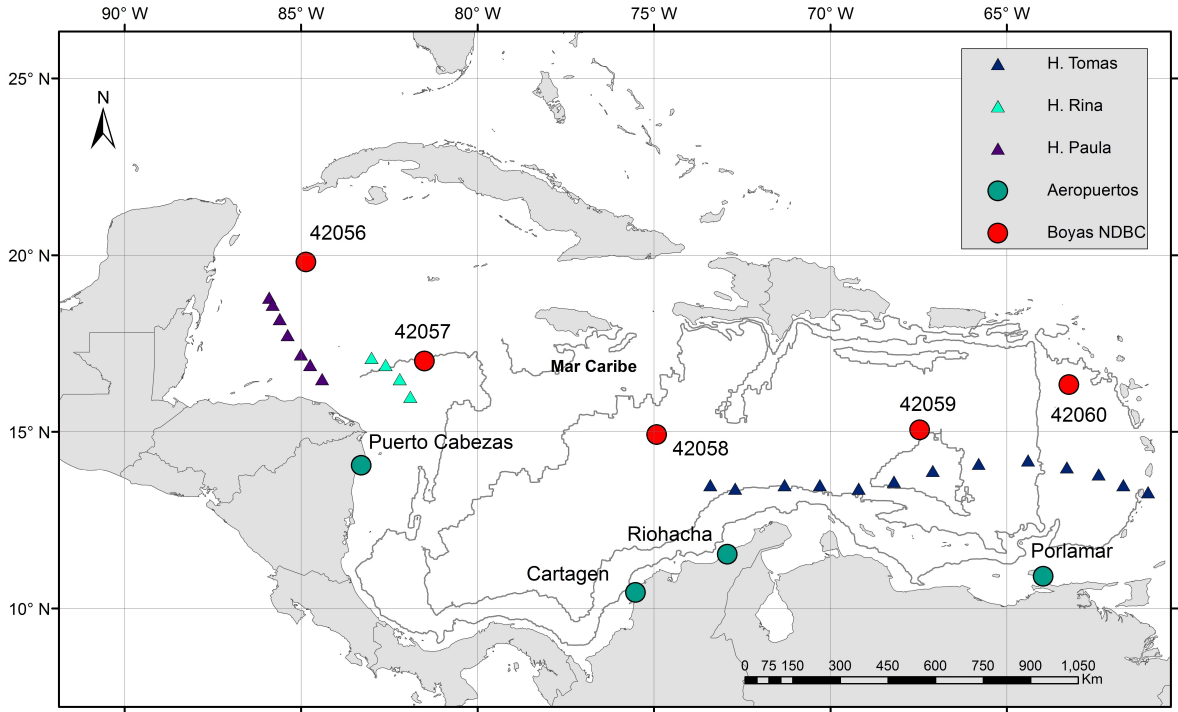 90° W 85° W 80° W 75° W 70° W 65° W
25° N
20° N
15° N
10° N
N
H. Tomas
H. Rina
H. Paula
Aeropuertos
Boyas NDBC
42056
42057
Mar Caribe
42059
42060
42058
Puerto Cabezas
Riohacha
Porlamar
Cartagen
0 75 150 300 450 600 750 900 1,050
Km